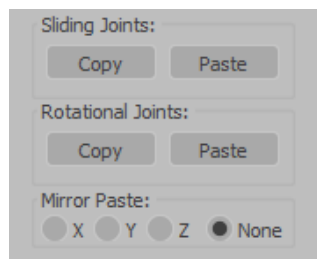 Sliding Joints:
Copy Paste
Rotational Joints:
Copy Paste
Mirror Paste:
X Y Z None